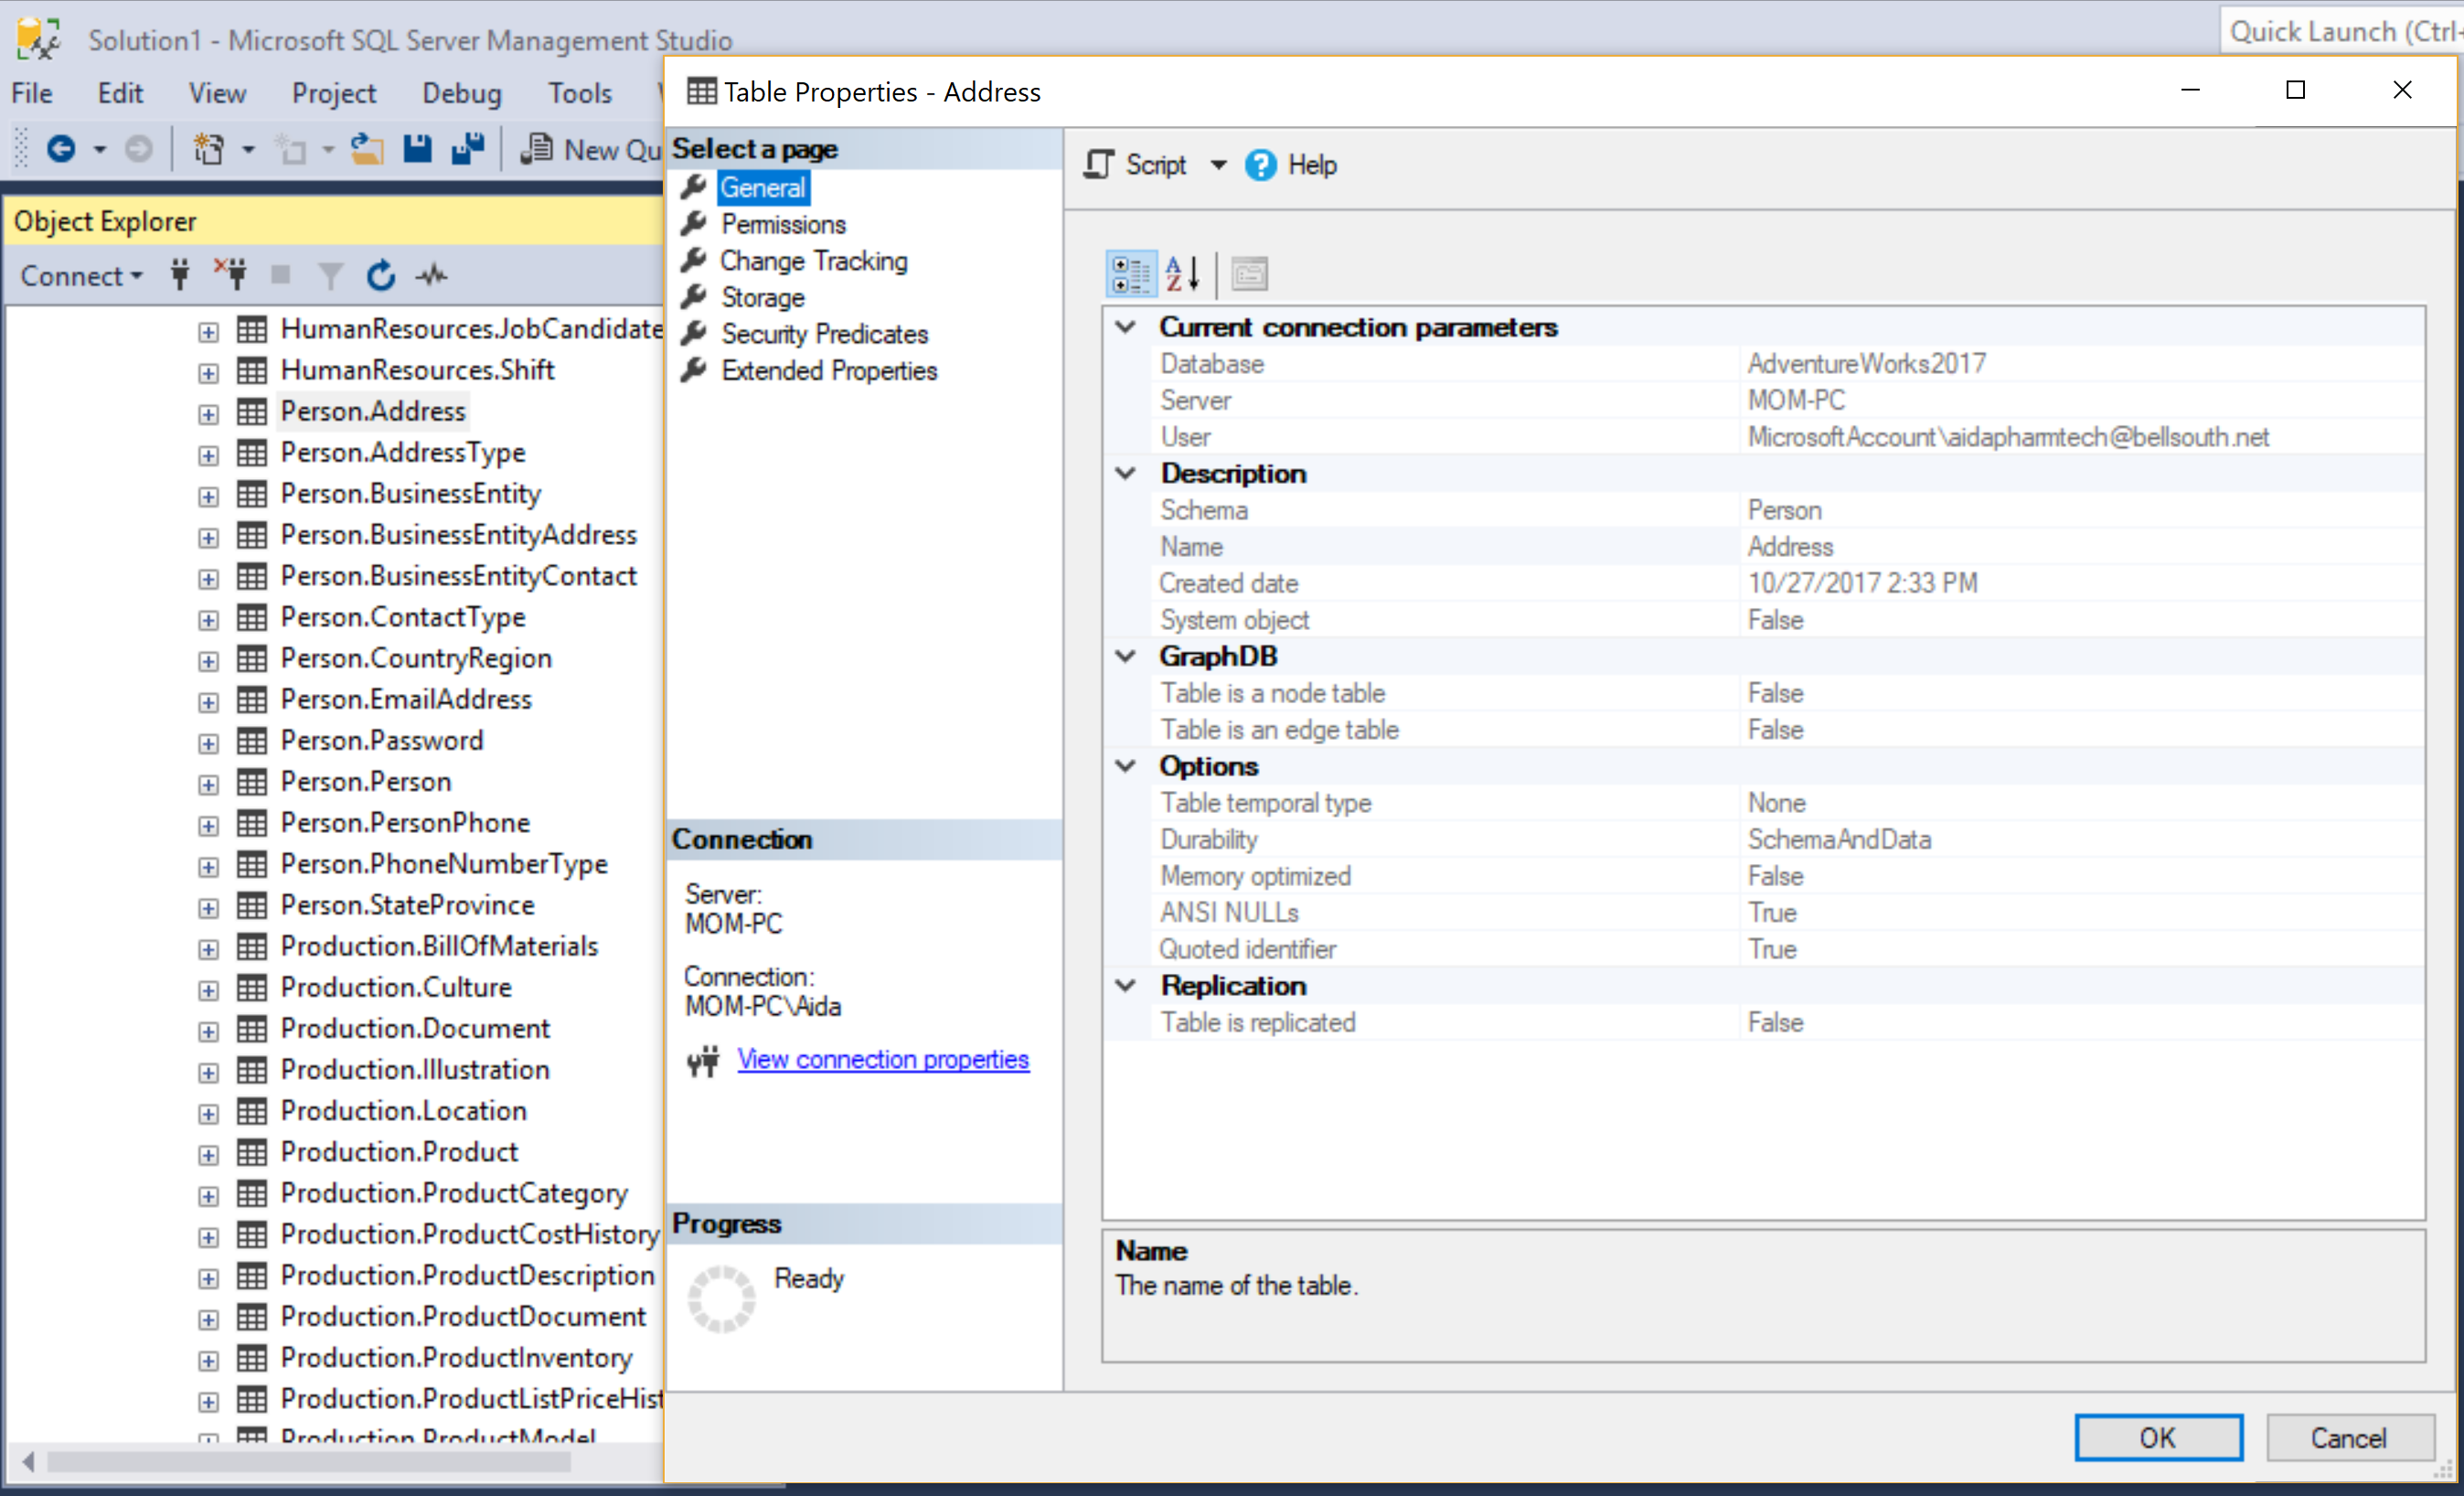 Solution1 - Microsoft SQL Server Management Studio
Quick Launch (Ctrl+
File Edit View Project Debug Tools
New Qu
Object Explorer
Connect
HumanResources.JobCandidate
HumanResources.Shift
Person.Address
Person.AddressType
Person.BusinessEntity
Person.BusinessEntityAddress
Person.BusinessEntityContact
Person.ContactType
Person.CountryRegion
Person.EmailAddress
Person.Password
Person.Person
Person.PersonPhone
Person.PhoneNumberType
Person.StateProvince
Production.BillOfMaterials
Production.Culture
Production.Document
Production.Illustration
Production.Location
Production.Product
Production.ProductCategory
Production.ProductCostHistory
Production.ProductDescription
Production.ProductDocument
Production.ProductInventory
Production.ProductListPriceHist
Production.ProductModel
Table Properties - Address
Select a page
General
Permissions
Change Tracking
Storage
Security Predicates
Extended Properties
Connection
Server:
MOM-PC
Connection:
MOM-PC\Aida
View connection properties
Progress
Ready
Script Help
Current connection parameters
Database AdventureWorks2017
Server MOM-PC
User MicrosoftAccount\aidapharmtech@bellsouth.net
Description
Schema Person
Name Address
Created date 10/27/2017 2:33 PM
System object False
GraphDB
Table is a node table False
Table is an edge table False
Options
Table temporal type None
Durability SchemaAndData
Memory optimized False
ANSI NULLs True
Quoted identifier True
Replication
Table is replicated False
Name
The name of the table.
OK Cancel